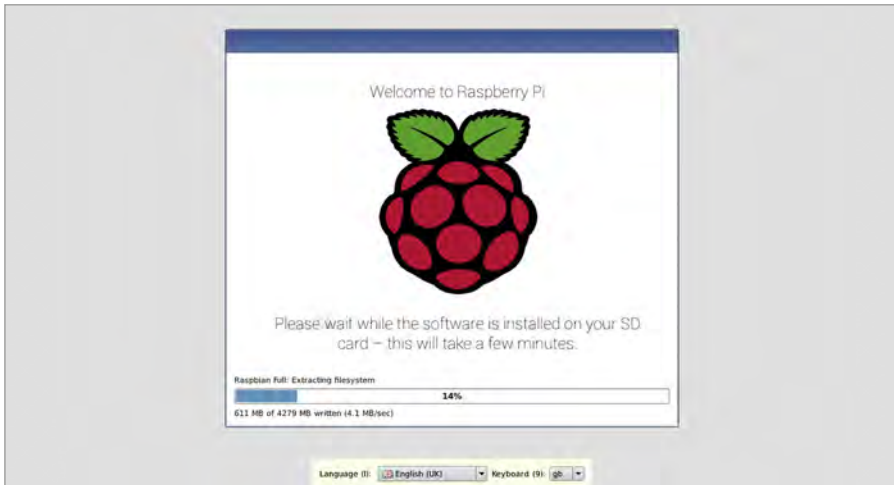 Welcome to Raspberry Pi
Please wait while the software is installed on your SD
card – this will take a few minutes.
Raspbian Full: Extracting filesystem
14%
611 MB of 4279 MB written (4.1 MB/sec)
Language (l): English (UK) Keyboard (9): gb